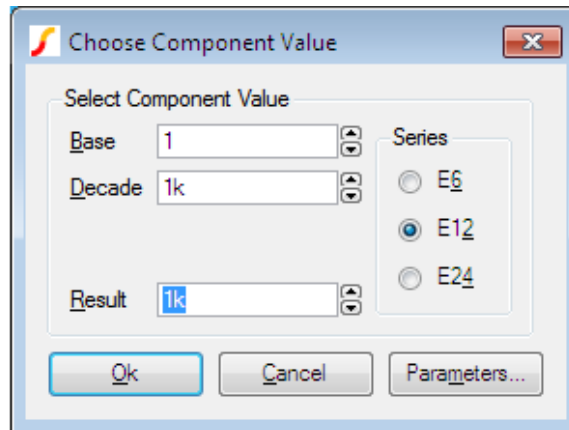 Choose Component Value
Select Component Value
Base 1
Decade 1k
Result 1k
Series
E6
E12
E24
Ok Cancel Parameters...